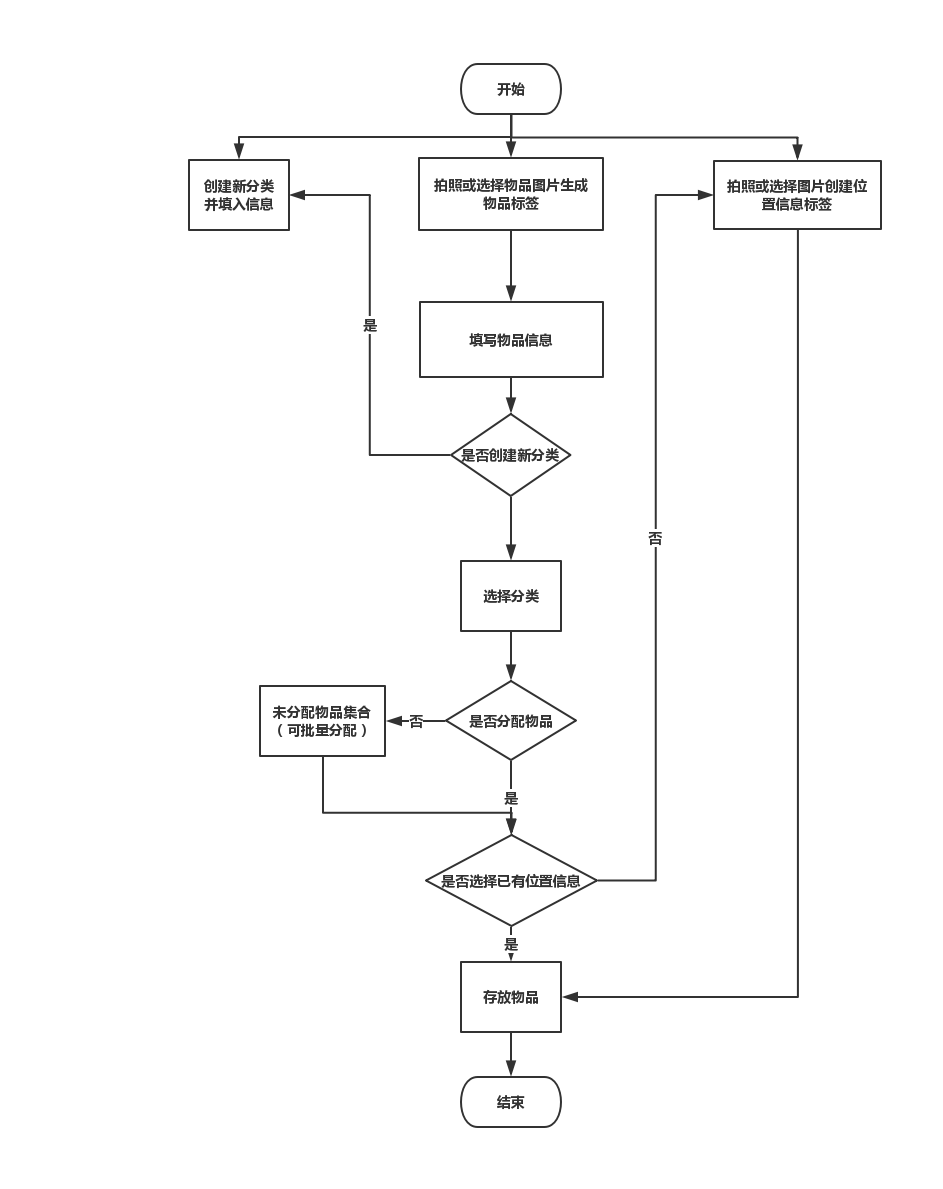 开始
创建新分类
并填入信息
拍照或选择物品图片生成
物品标签
拍照或选择图片创建位
置信息标签
填写物品信息
是
是否创建新分类
否
选择分类
未分配物品集合
（可批量分配）
否
是否分配物品
是
是否选择已有位置信息
是
存放物品
结束